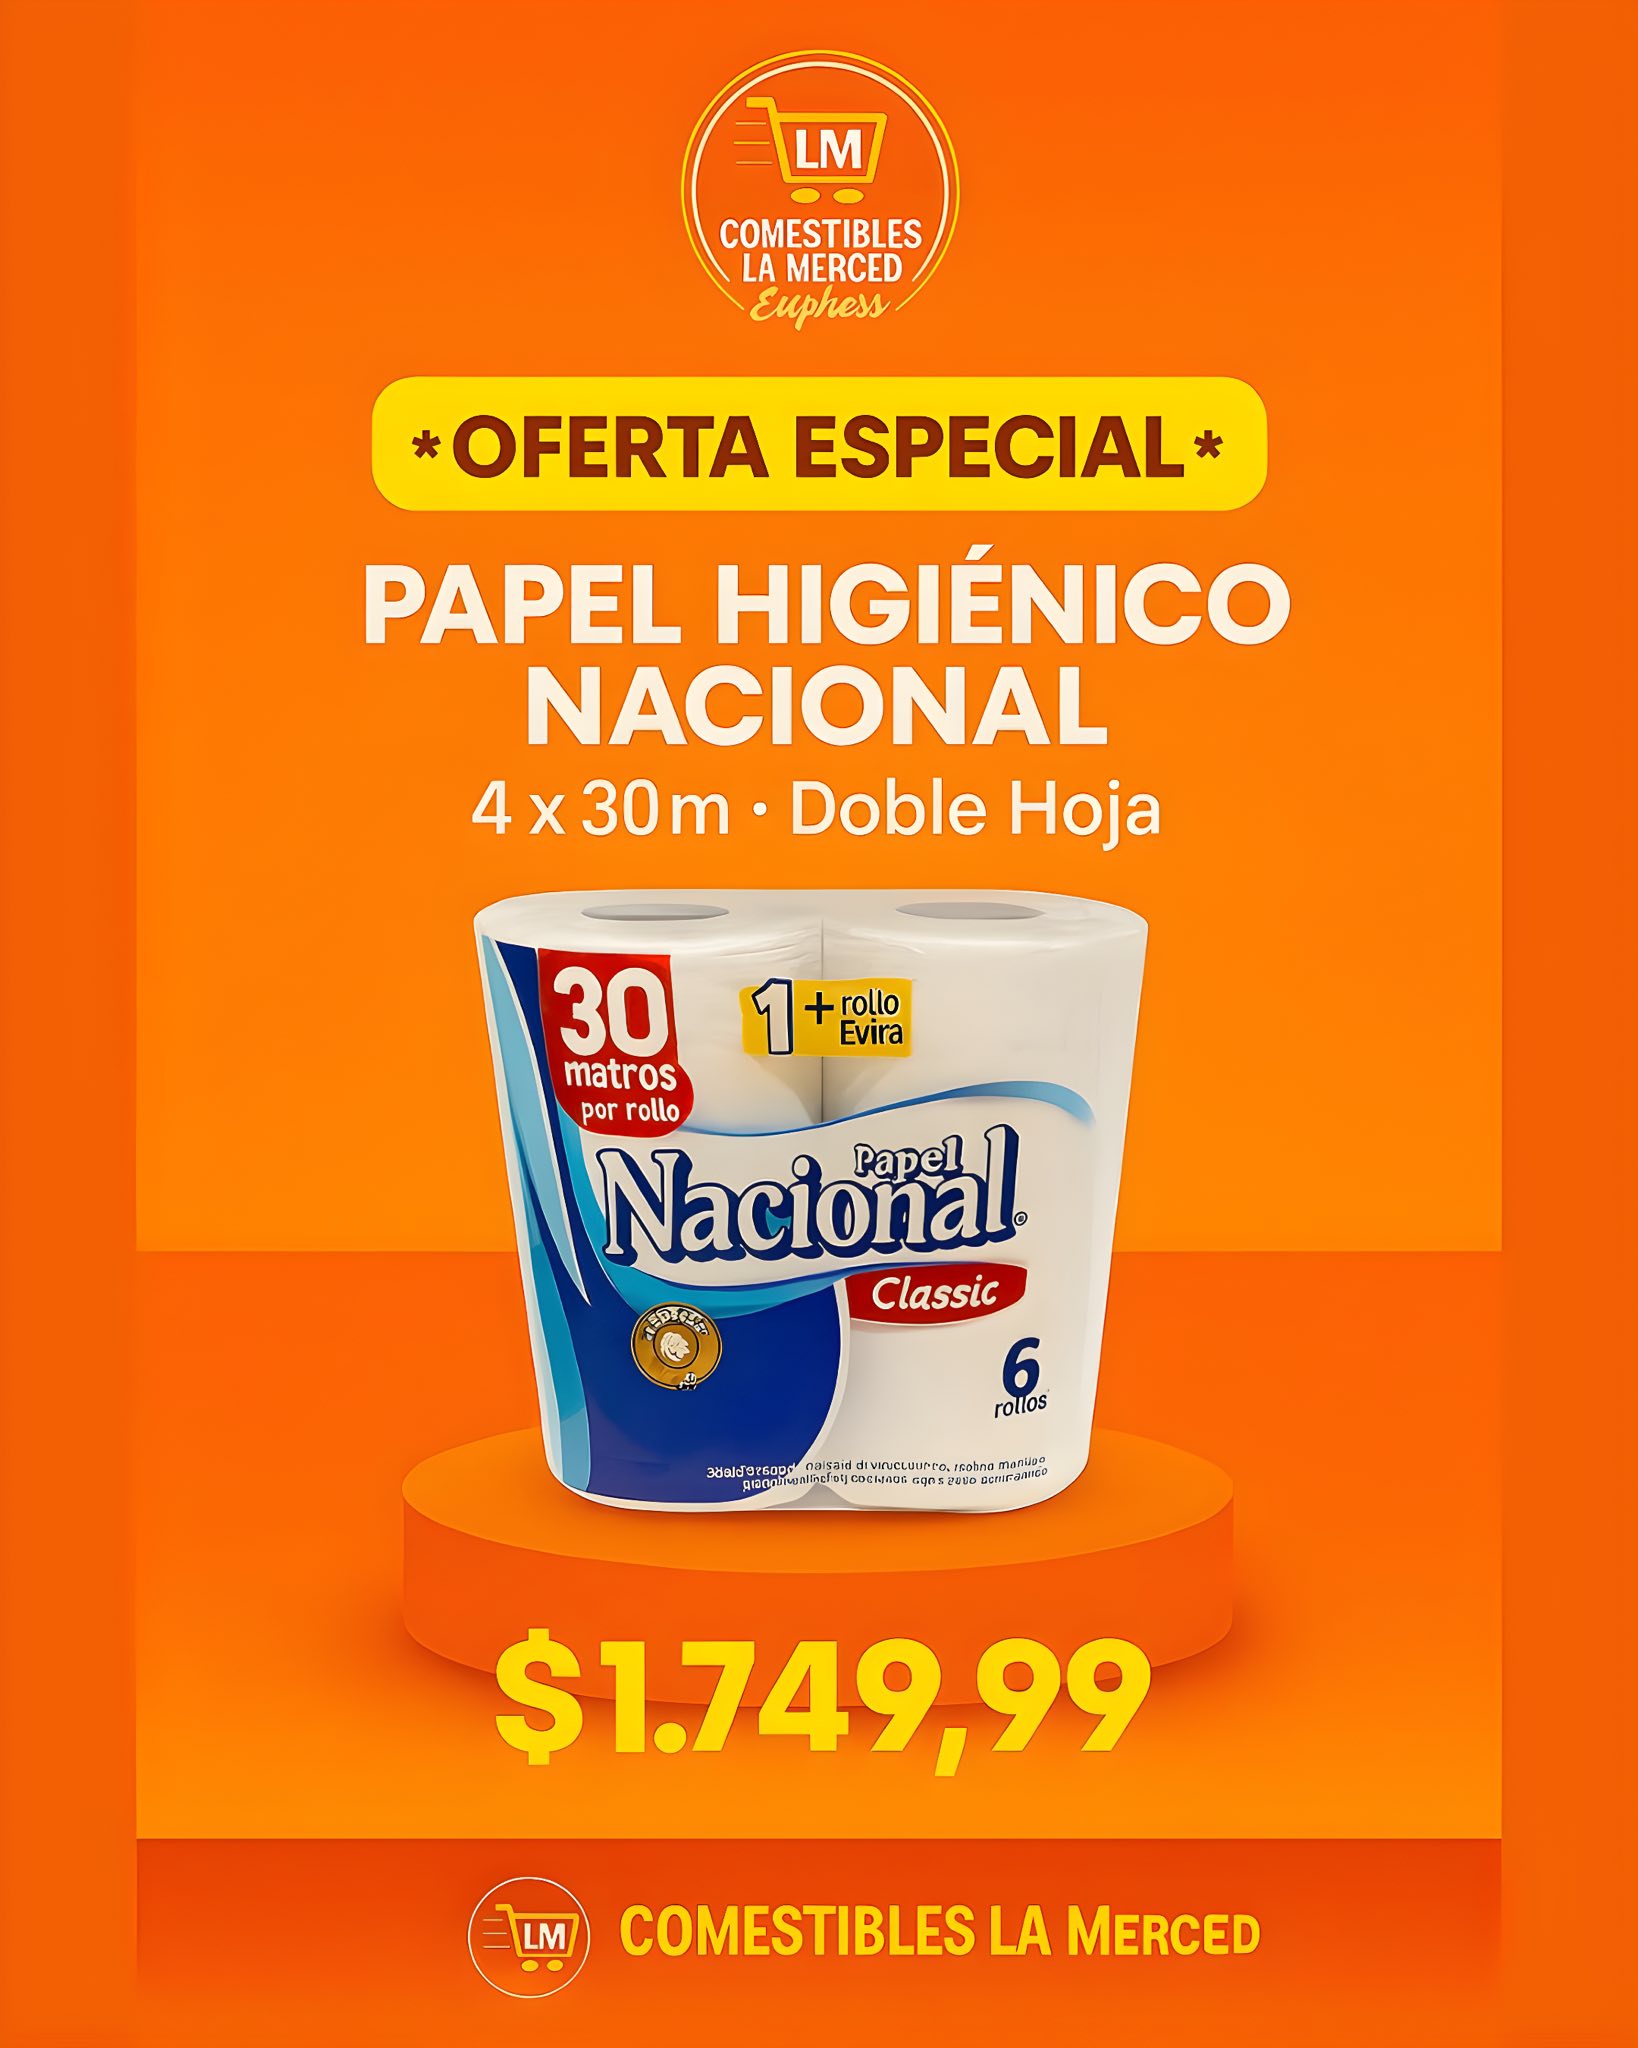 LM
COMESTIBLES
LA MERCED
Euphess
*OFERTA ESPECIAL*
PAPEL HIGIÉNICO
NACIONAL
4 x 30 m · Doble Hoja
30
matros
por rollo
1 + rollo
Evira
Papel
Nacional®
Classic
6
rollos
$1.749,99
LM
COMESTIBLES LA MERCED